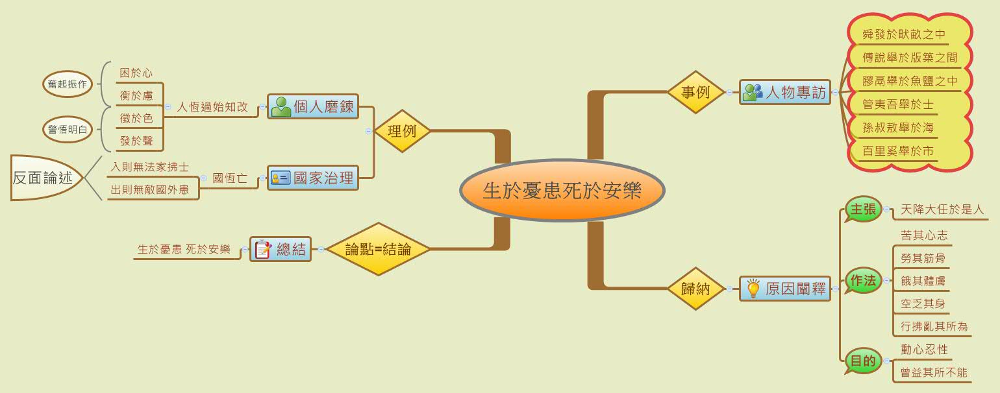 生於憂患死於安樂
事例
人物專訪
舜發於畎畝之中
傅說舉於版築之間
膠鬲舉於魚鹽之中
管夷吾舉於士
孫叔敖舉於海
百里奚舉於市
歸納
原因闡釋
主張
天降大任於是人
作法
苦其心志
勞其筋骨
餓其體膚
空乏其身
行拂亂其所為
目的
動心忍性
曾益其所不能
理例
個人磨鍊
人恆過始知改
困於心
衡於慮
徵於色
發於聲
奮起振作
警悟明白
國家治理
國恆亡
入則無法家拂士
出則無敵國外患
反面論述
論點=結論
總結
生於憂患 死於安樂